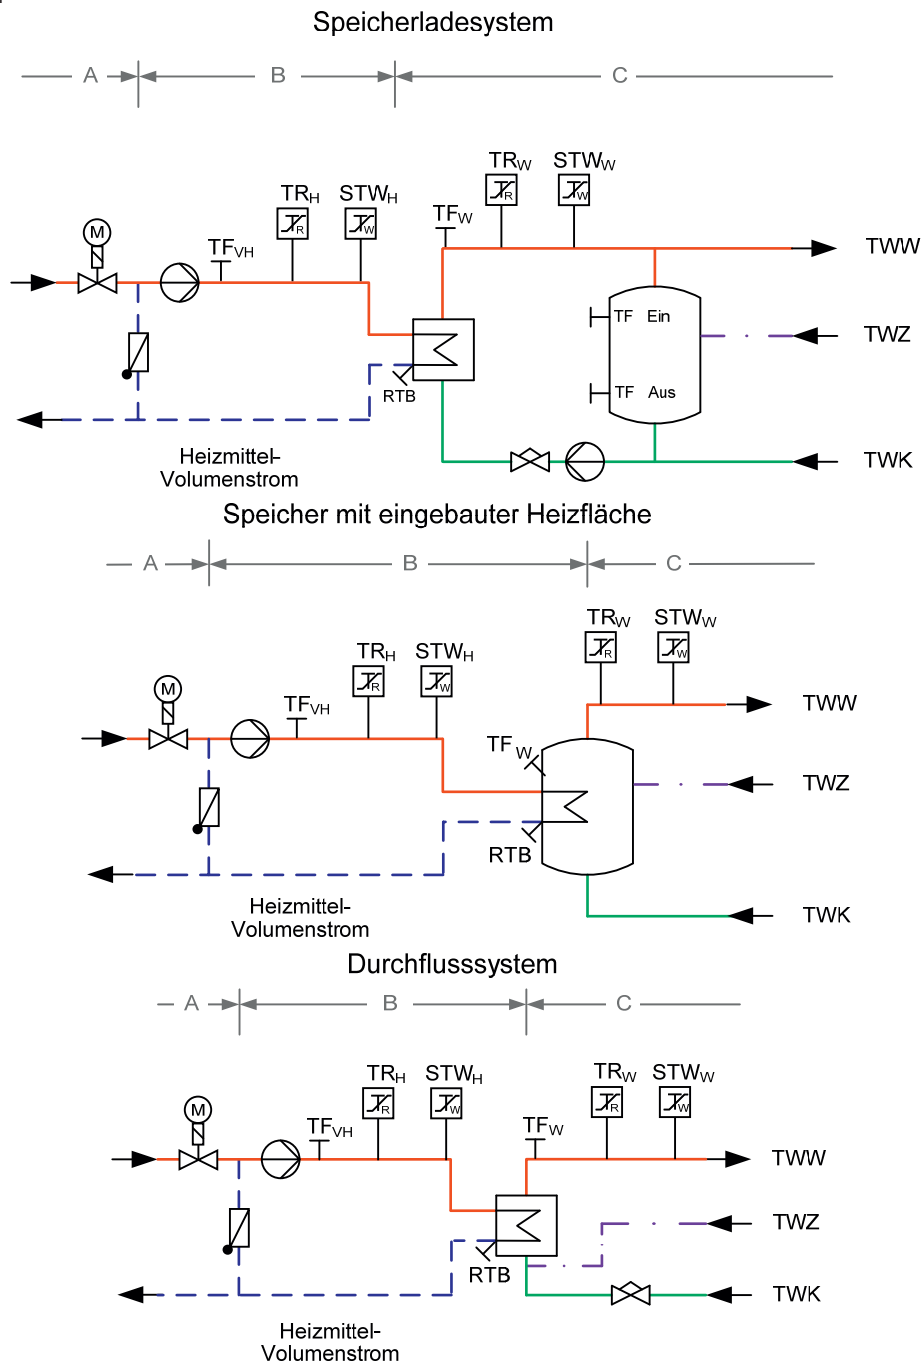 Speicherladesystem
A B C
TRW STWW
TRH STWH TFW
M TFVH R W R W TWW
TF Ein
TWZ
TF Aus
RTB
Heizmittel-
Volumenstrom
TWK
Speicher mit eingebauter Heizfläche
A B C
TRW STWW
TRH STWH R W
M TFVH R W TWW
TF W
TWZ
RTB
Heizmittel-
Volumenstrom
TWK
Durchflusssystem
A B C
TRH STWH TRW STWW
M TFVH R W TFW R W
TWW
TWZ
RTB
TWK
Heizmittel-
Volumenstrom